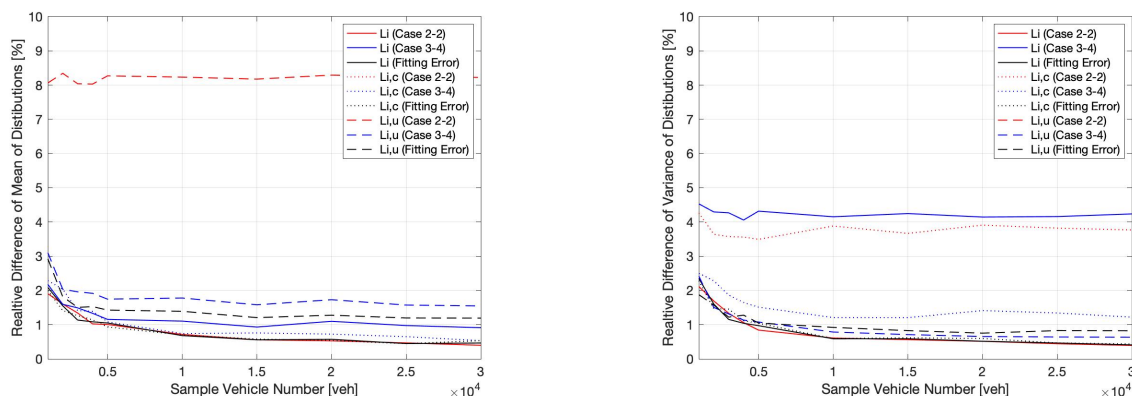 Realtive Difference of Mean of Distibutions [%]
10
9
8
7
6
5
4
3
2
1
0
0.5
1
1.5
2
2.5
3
×10⁴
Sample Vehicle Number [veh]
Li (Case 2-2)
Li (Case 3-4)
Li (Fitting Error)
Li,c (Case 2-2)
Li,c (Case 3-4)
Li,c (Fitting Error)
Li,u (Case 2-2)
Li,u (Case 3-4)
Li,u (Fitting Error)
Realtive Difference of Variance of Distributions [%]
10
9
8
7
6
5
4
3
2
1
0
0.5
1
1.5
2
2.5
3
×10⁴
Sample Vehicle Number [veh]
Li (Case 2-2)
Li (Case 3-4)
Li (Fitting Error)
Li,c (Case 2-2)
Li,c (Case 3-4)
Li,c (Fitting Error)
Li,u (Case 2-2)
Li,u (Case 3-4)
Li,u (Fitting Error)